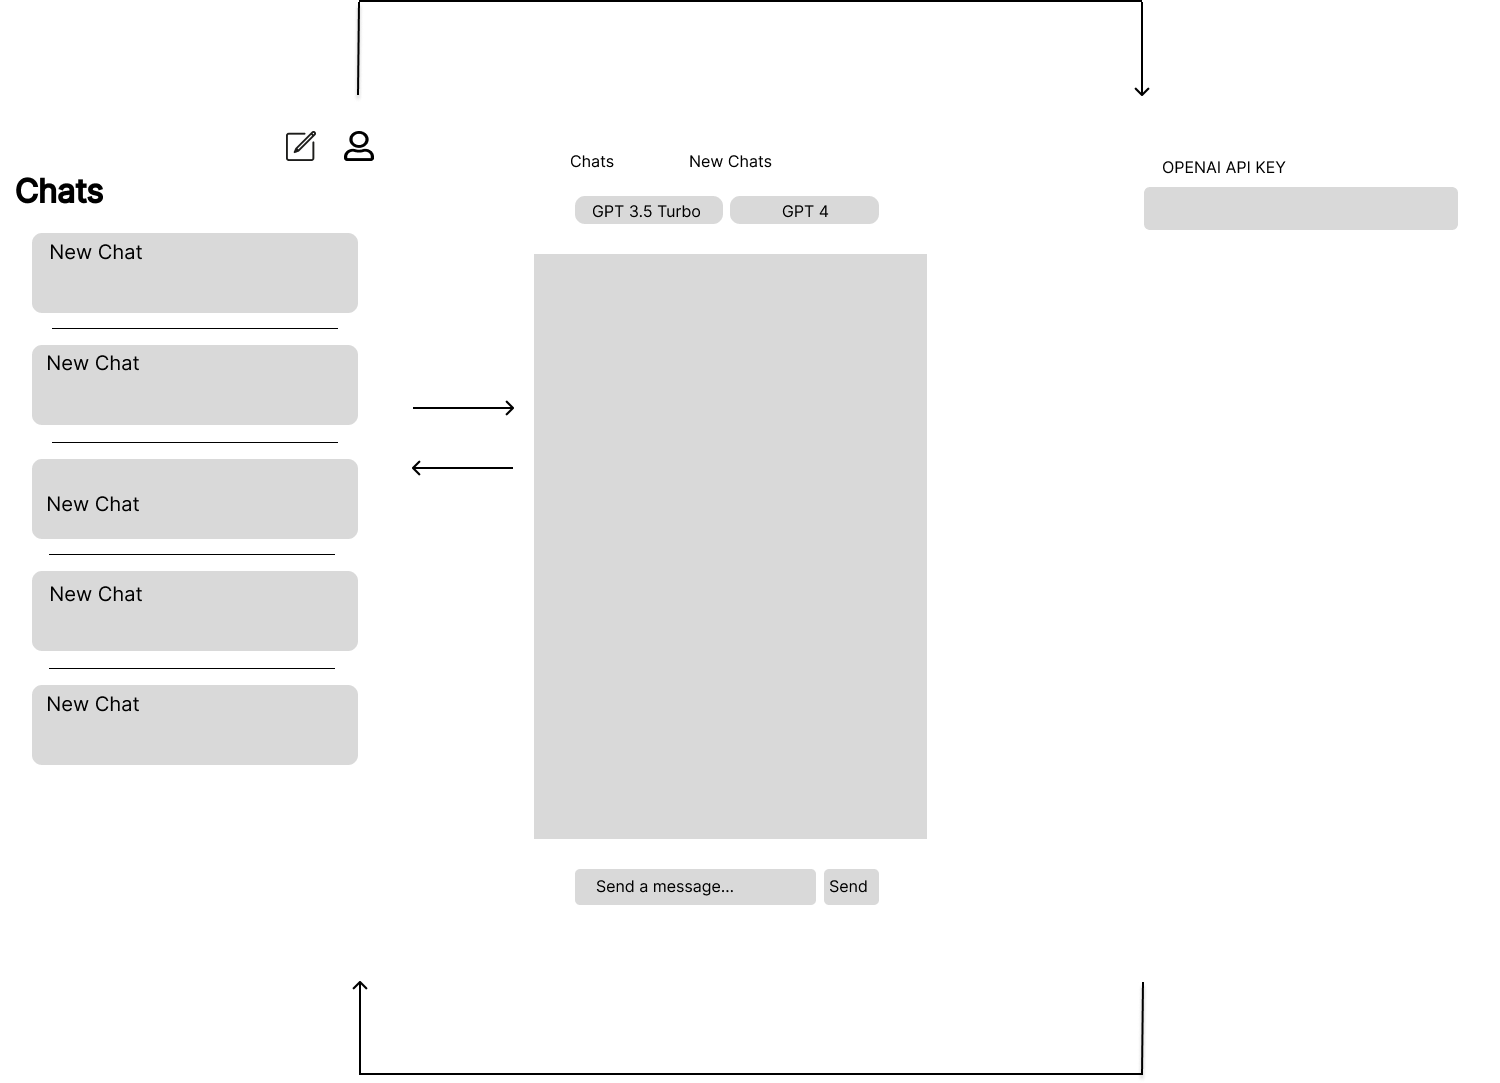 Chats
New Chat
New Chat
New Chat
New Chat
New Chat
Chats
New Chats
GPT 3.5 Turbo
GPT 4
Send a message...
Send
OPENAI API KEY